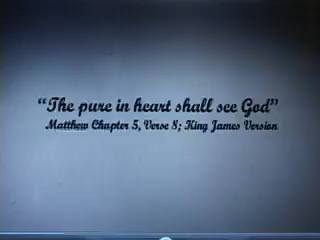 “The pure in heart shall see God”
Matthew Chapter 5, Verse 8; King James Version